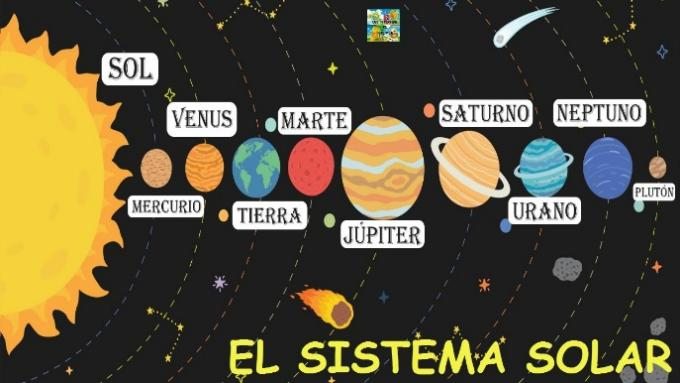 SOL
MERCURIO
VENUS
TIERRA
MARTE
JÚPITER
SATURNO
URANO
NEPTUNO
PLUTÓN
EL SISTEMA SOLAR